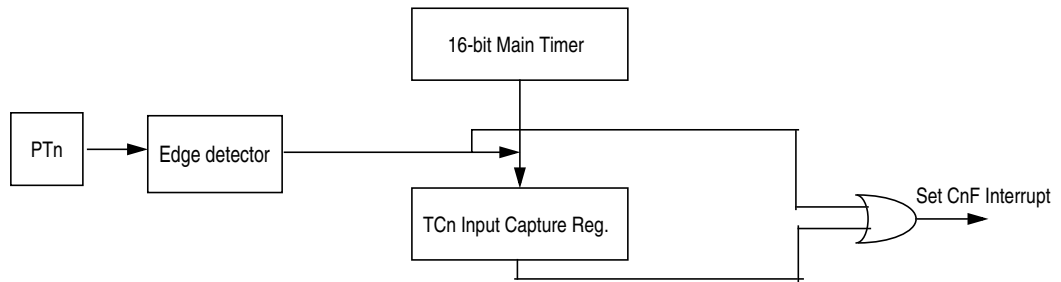 16-bit Main Timer
PTn
Edge detector
TCn Input Capture Reg.
Set CnF Interrupt